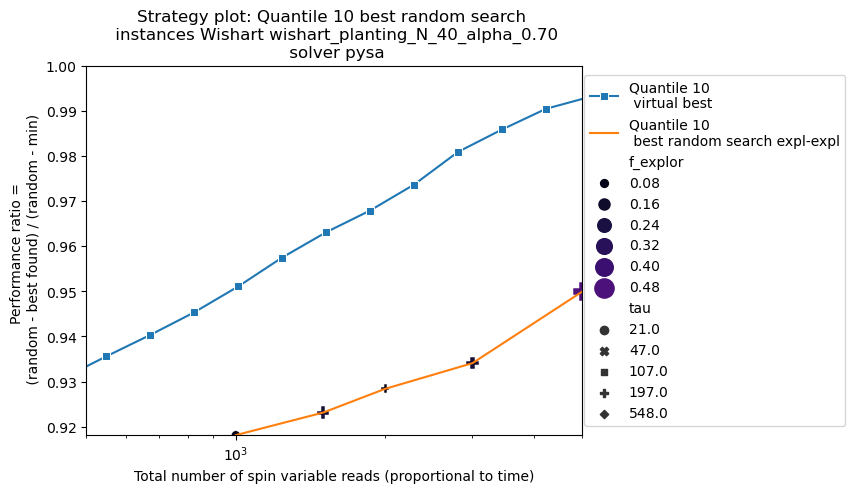 Strategy plot: Quantile 10 best random search
instances Wishart wishart_planting_N_40_alpha_0.70
solver pysa
1.00
0.99
0.98
0.97
0.96
0.95
0.94
0.93
0.92
Performance ratio =
(random - best found) / (random - min)
10^3
Total number of spin variable reads (proportional to time)
Quantile 10
virtual best
Quantile 10
best random search expl-expl
f_explor
0.08
0.16
0.24
0.32
0.40
0.48
tau
21.0
47.0
107.0
197.0
548.0